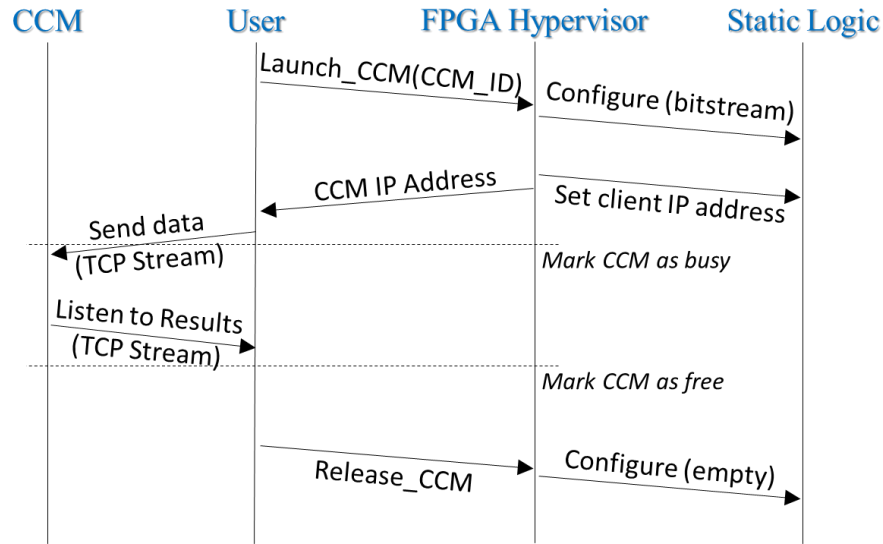 CCM
User
FPGA Hypervisor
Static Logic
Launch_CCM(CCM_ID)
Configure (bitstream)
CCM IP Address
Set client IP address
Send data
(TCP Stream)
Mark CCM as busy
Listen to Results
(TCP Stream)
Mark CCM as free
Release_CCM
Configure (empty)